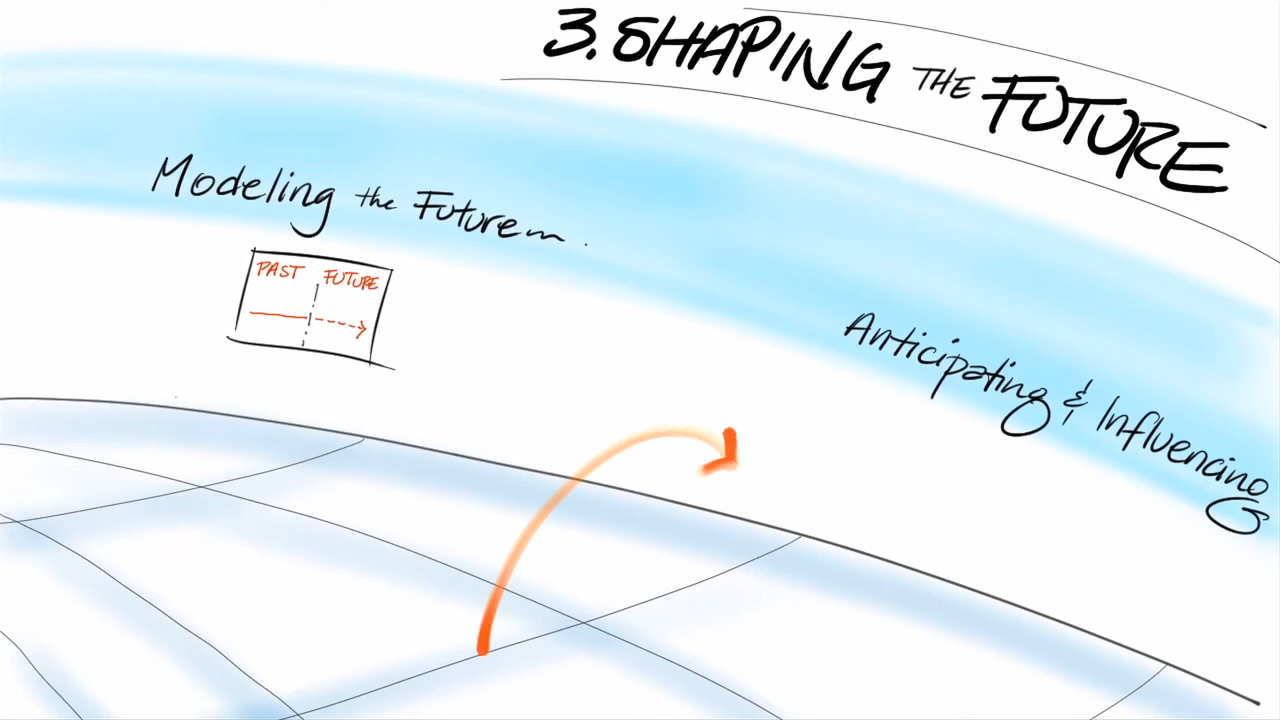 3. SHAPING THE FUTURE
Modeling the Future
PAST FUTURE
Anticipating & Influencing